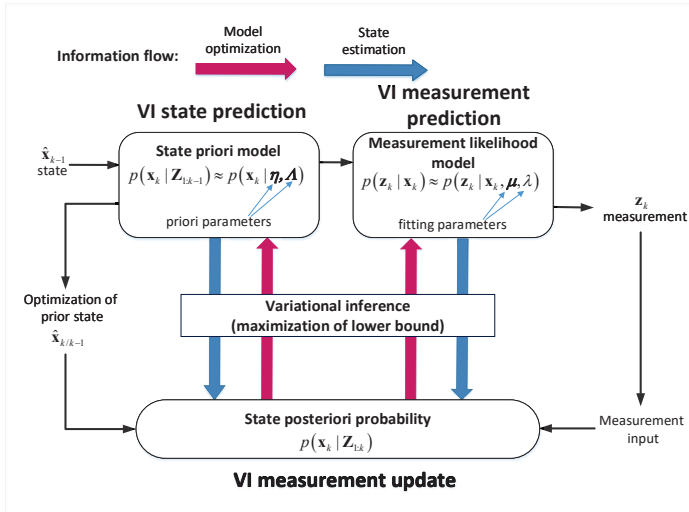 Information flow:
Model
optimization
State
estimation
VI state prediction
VI measurement
prediction
x̂ₖ₋₁
state
State priori model
p(xₖ | Z₁:ₖ₋₁) ≈ p(xₖ | η, Λ)
priori parameters
Measurement likelihood
model
p(zₖ | xₖ) ≈ p(zₖ | xₖ, μ, λ)
fitting parameters
zₖ
measurement
Optimization of
prior state
x̂ₖ/ₖ₋₁
Variational inference
(maximization of lower bound)
State posteriori probability
p(xₖ | Z₁:ₖ)
Measurement
input
VI measurement update